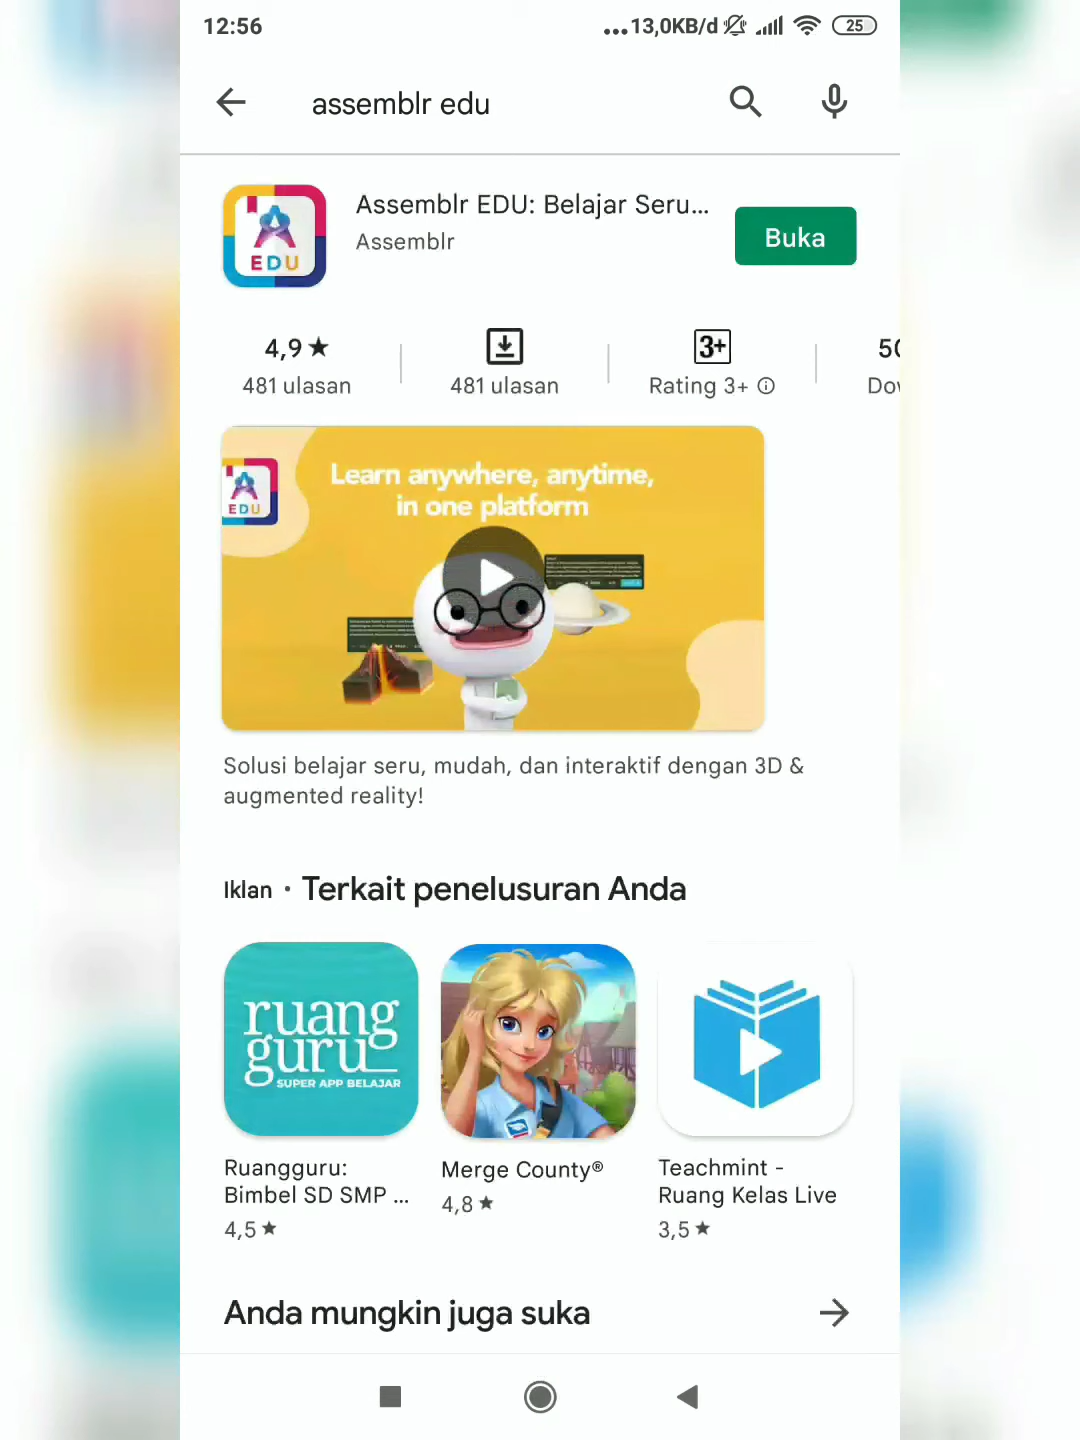 12:56
...13,0KB/d
25
assemblr edu
Assemblr EDU: Belajar Seru...
Assemblr
EDU
Buka
4,9 ★
481 ulasan
481 ulasan
3+
Rating 3+
EDU
Learn anywhere, anytime,
in one platform
Solusi belajar seru, mudah, dan interaktif dengan 3D &
augmented reality!
Iklan • Terkait penelusuran Anda
ruang
guru
SUPER APP BELAJAR
Ruangguru:
Bimbel SD SMP ...
4,5 ★
Merge County®
4,8 ★
Teachmint -
Ruang Kelas Live
3,5 ★
Anda mungkin juga suka